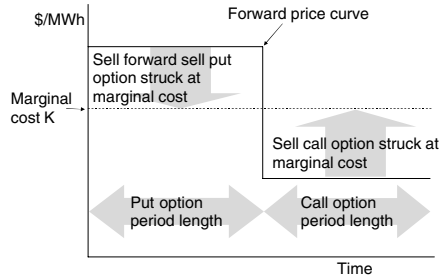 $/MWh
Forward price curve
Sell forward sell put
option struck at
marginal cost
Marginal
cost K
Sell call option struck at
marginal cost
Put option
period length
Call option
period length
Time